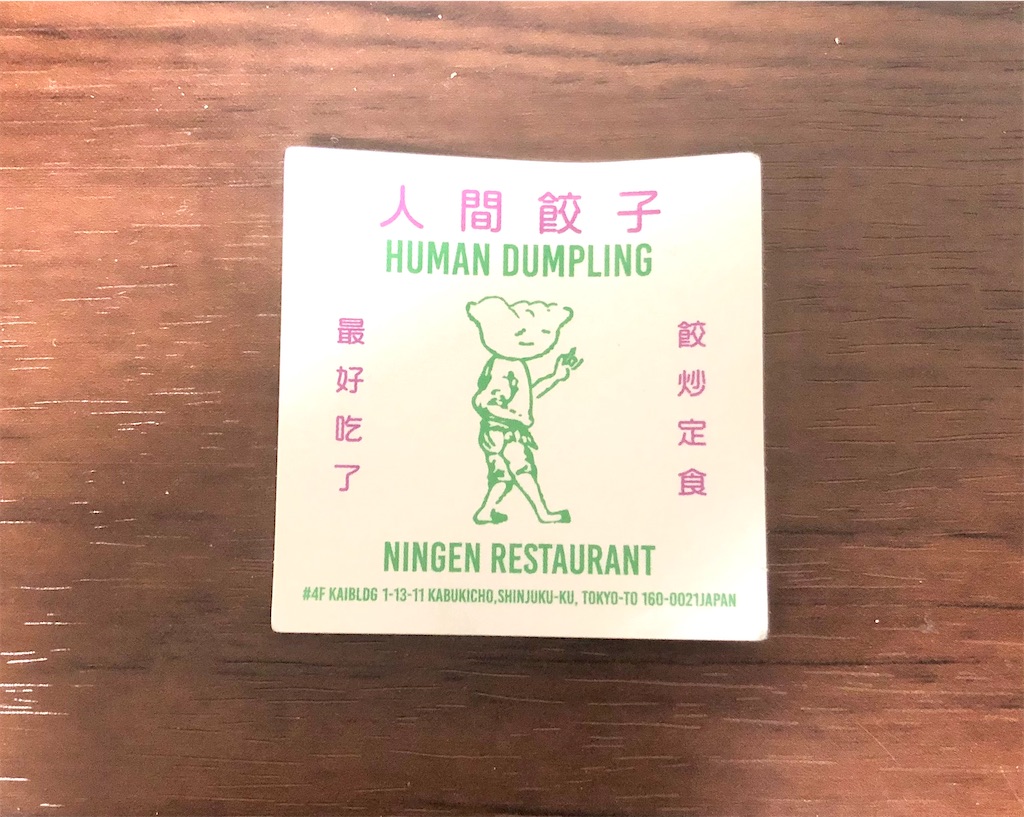 人間餃子
HUMAN DUMPLING
餃炒定食
最好吃了
NINGEN RESTAURANT
#4F KAIBLDG 1-13-11 KABUKICHO,SHINJUKU-KU, TOKYO-TO 160-0021JAPAN